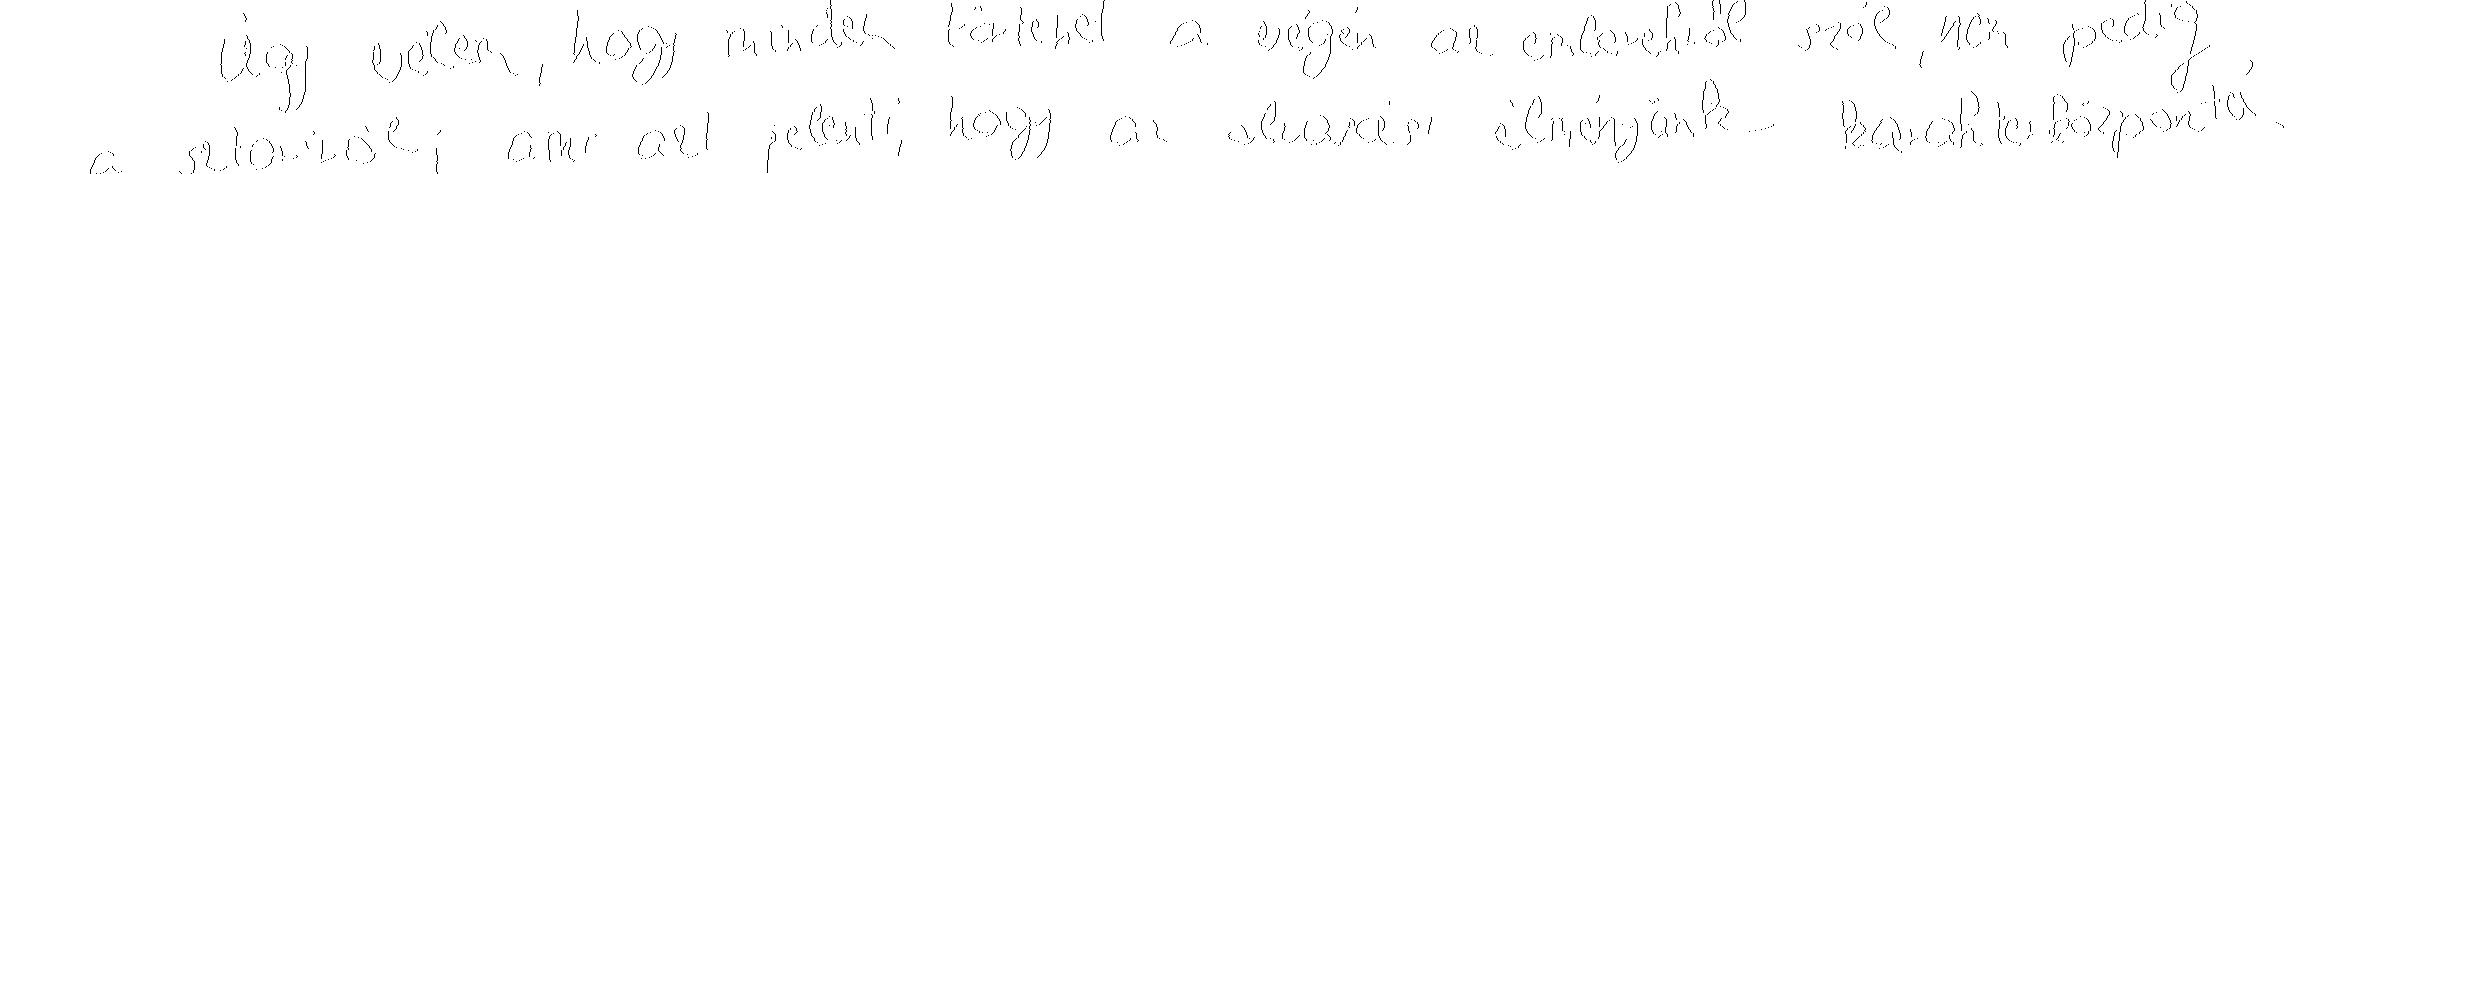 Úgy vélem, hogy minden történet a végén az emberekről szól, nem pedig
a sztoriról, ami azt jelenti, hogy az olvasási élményünk karakterközpontú.